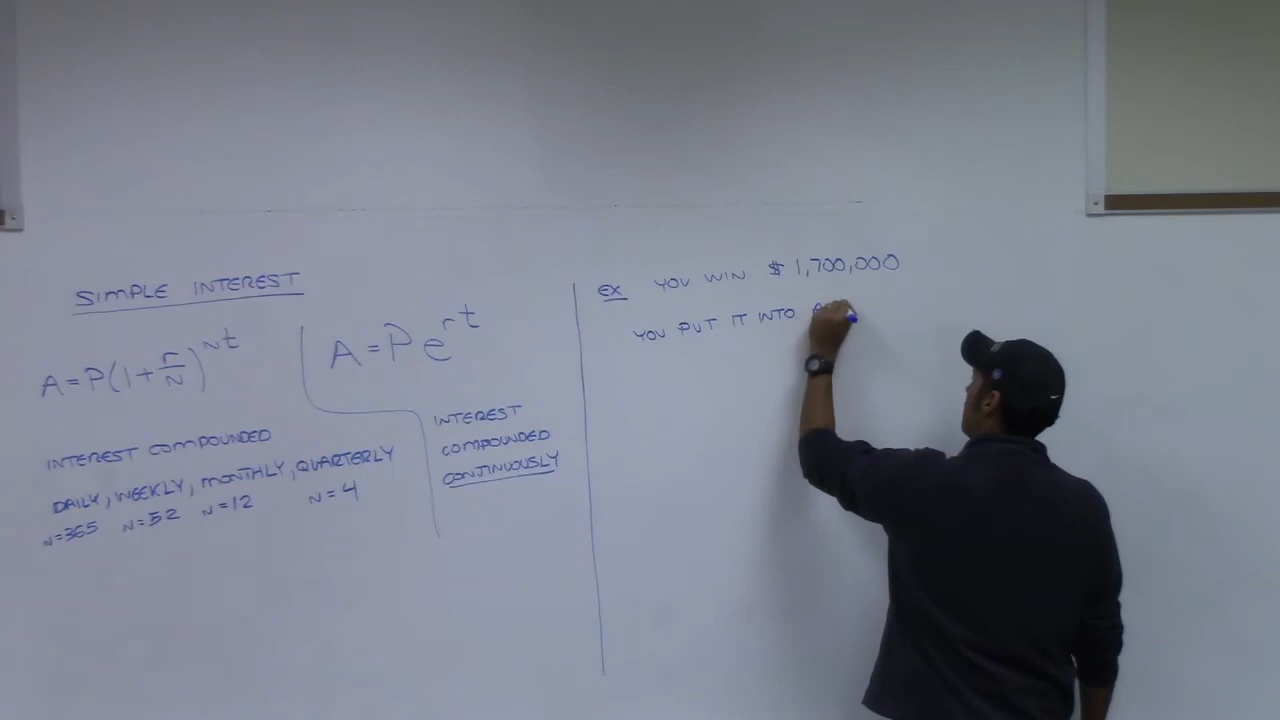 SIMPLE INTEREST
A=P(1+r/N)^Nt
A=Pe^rt
INTEREST COMPOUNDED
DAILY, WEEKLY, MONTHLY, QUARTERLY
N=365 N=52 N=12 N=4
INTEREST
COMPOUNDED
CONTINUOUSLY
EX YOU WIN $1,700,000
YOU PUT IT INTO